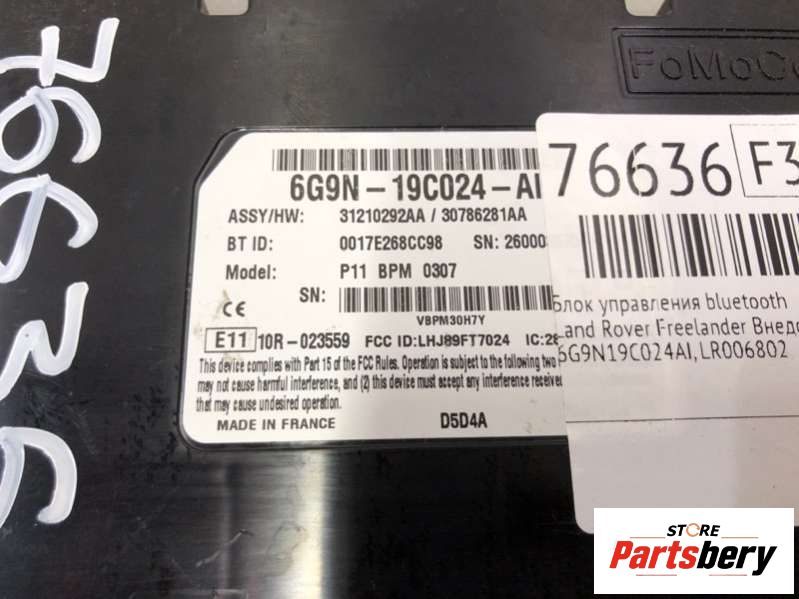 76636
FoMoCo
6G9N-19C024-AI
ASSY/HW: 31210292AA / 30786281AA
BT ID: 0017E268CC98 SN: 26000
Model: P11 BPM 0307
SN:
VBPM30H7Y
CE
E11 10R-023559 FCC ID:LHJ89FT7024 IC:26
This device complies with Part 15 of the FCC Rules. Operation is subject to the following two
may not cause harmful interference, and (2) this device must accept any interference receive
that may cause undesired operation.
MADE IN FRANCE D5D4A
76636 F3
Блок управления bluetooth
Land Rover Freelander Внедо
6G9N19C024AI,LR006802
STORE
Partsbery